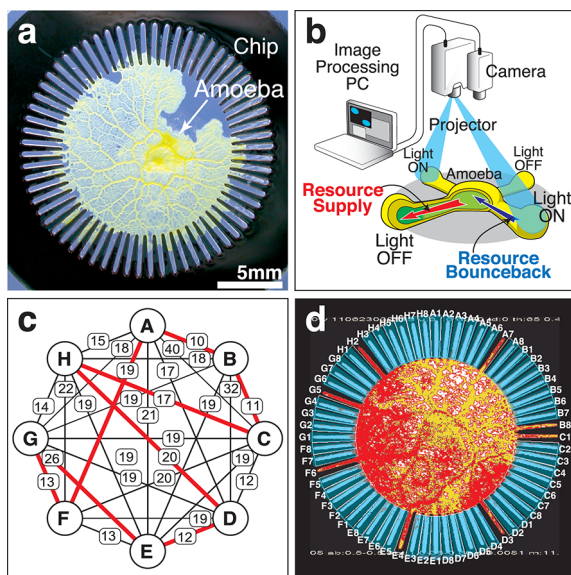 a
Chip
Amoeba
5mm
b
Image
Processing
PC
Camera
Projector
Light
ON
Amoeba
Light
OFF
Resource
Supply
Light
ON
Light
OFF
Resource
Bounceback
c
A
15
10
18
40
18
H
B
19
17
32
22
14
19
19
17
19
11
21
G
19
C
26
19
20
19
13
19
20
12
F
19
D
13
12
E
d
H1
H2
H3
H4
H5
H6
H7
H8
A1
A2
A3
A4
A5
A6
A7
A8
B1
B2
B3
B4
B5
B6
B7
B8
C1
C2
C3
C4
C5
C6
C7
C8
D1
D2
D3
D4
D5
D6
D7
D8
E1
E2
E3
E4
E5
E6
E7
E8
F1
F2
F3
F4
F5
F6
F7
F8
G1
G2
G3
G4
G5
G6
G7
G8